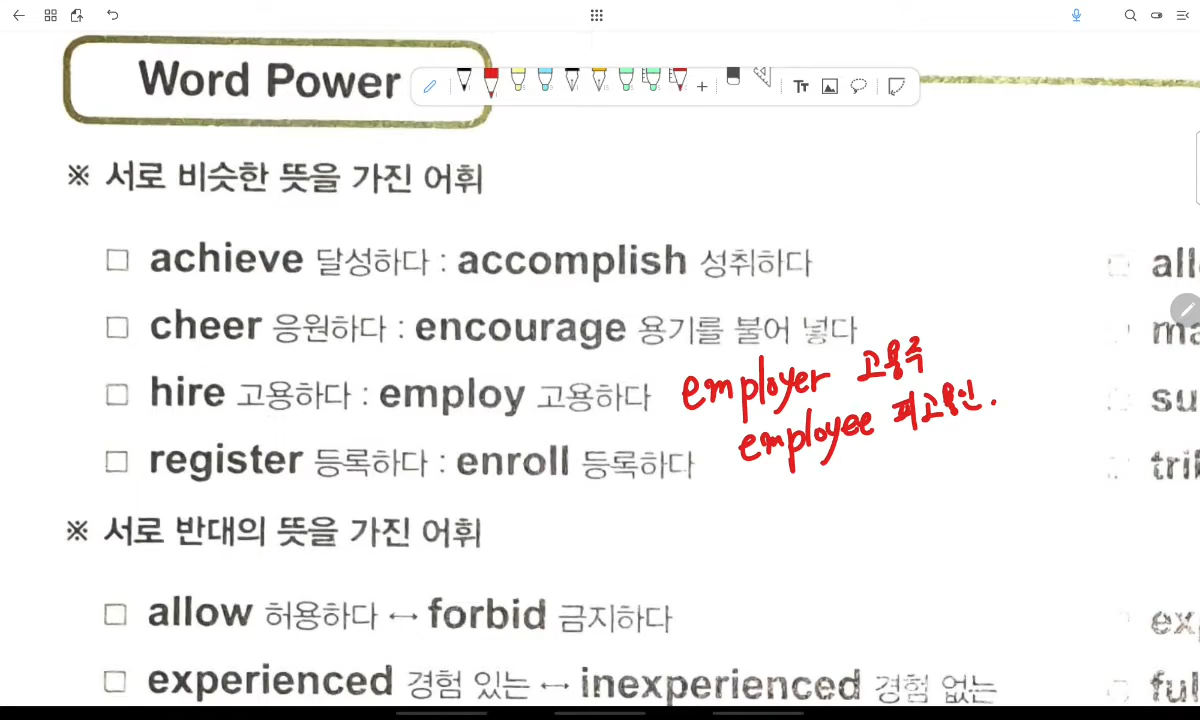 Word Power
※ 서로 비슷한 뜻을 가진 어휘
□ achieve 달성하다 : accomplish 성취하다
□ cheer 응원하다 : encourage 용기를 불어 넣다
□ hire 고용하다 : employ 고용하다
employer 고용주
employee 피고용인.
□ register 등록하다 : enroll 등록하다
※ 서로 반대의 뜻을 가진 어휘
□ allow 허용하다 ↔ forbid 금지하다
□ experienced 경험 있는 ↔ inexperienced 경험 없는